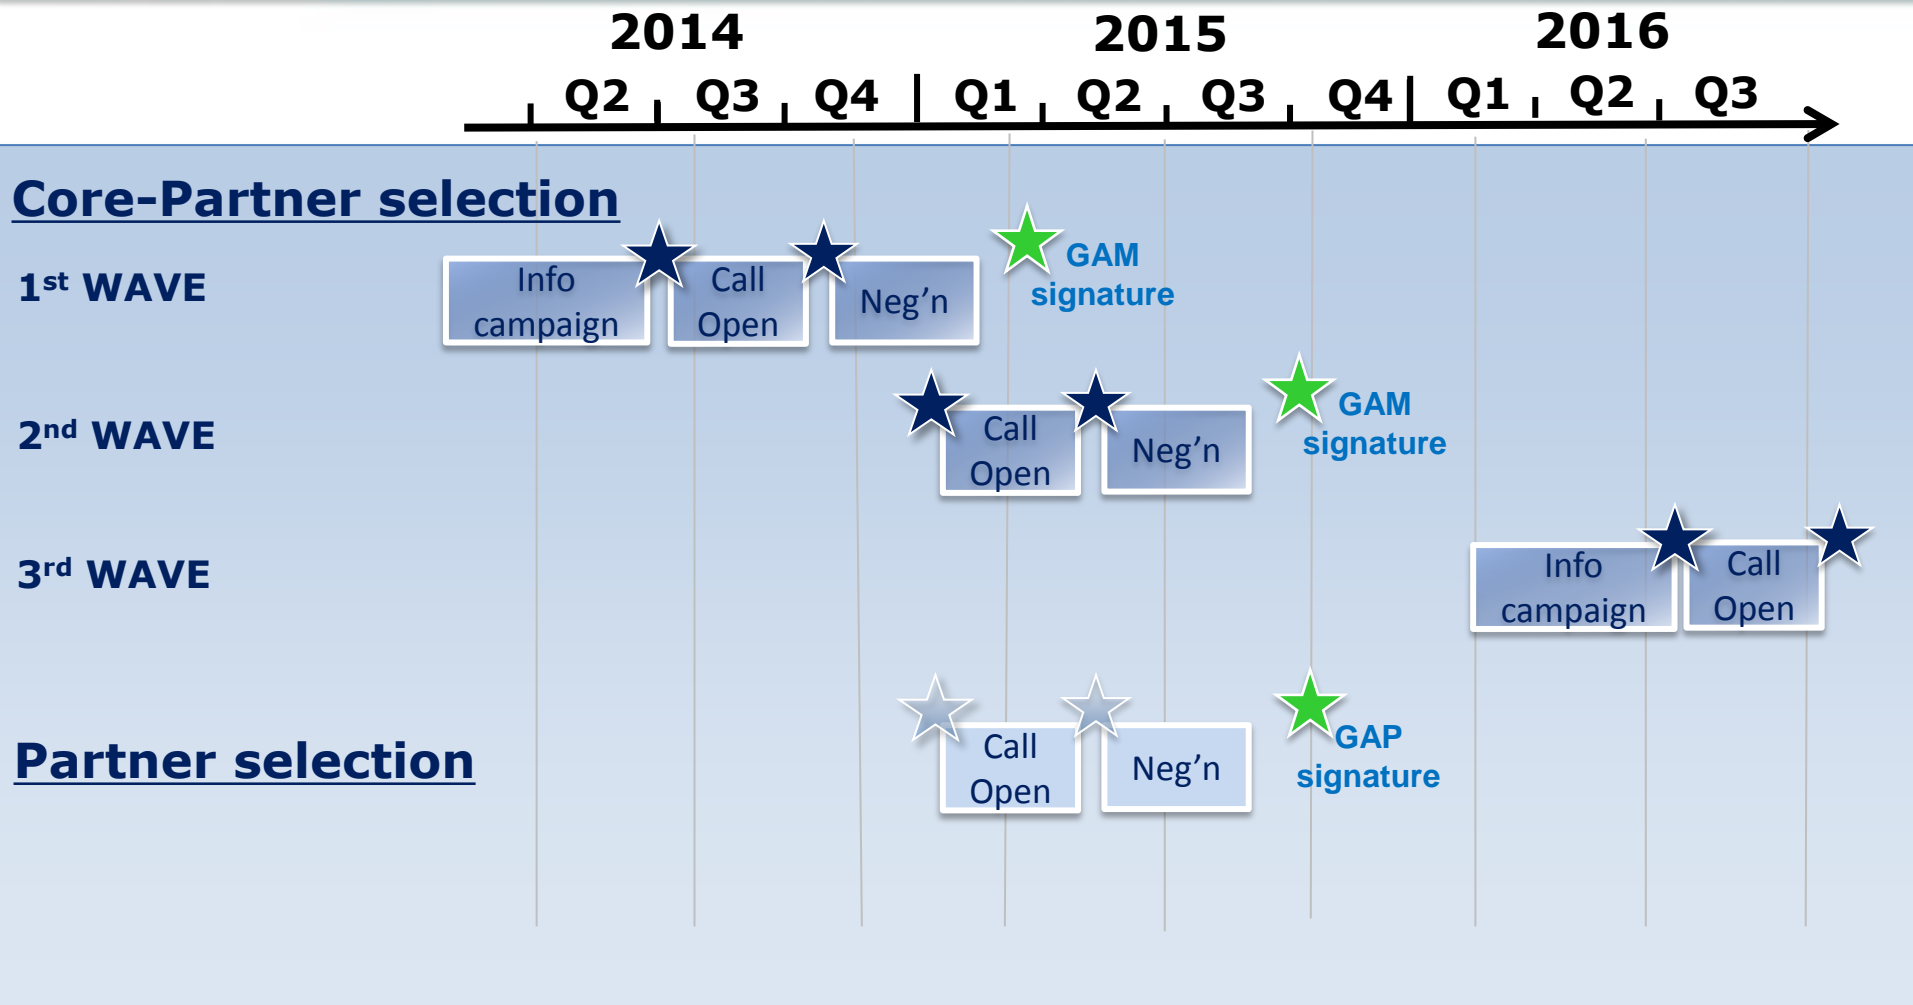 2014 2015 2016
Q2 Q3 Q4 Q1 Q2 Q3 Q4 Q1 Q2 Q3
Core-Partner selection
1st WAVE
Info
campaign
Call
Open
Neg’n
GAM
signature
2nd WAVE
Call
Open
Neg’n
GAM
signature
3rd WAVE
Info
campaign
Call
Open
Partner selection
Call
Open
Neg’n
GAP
signature